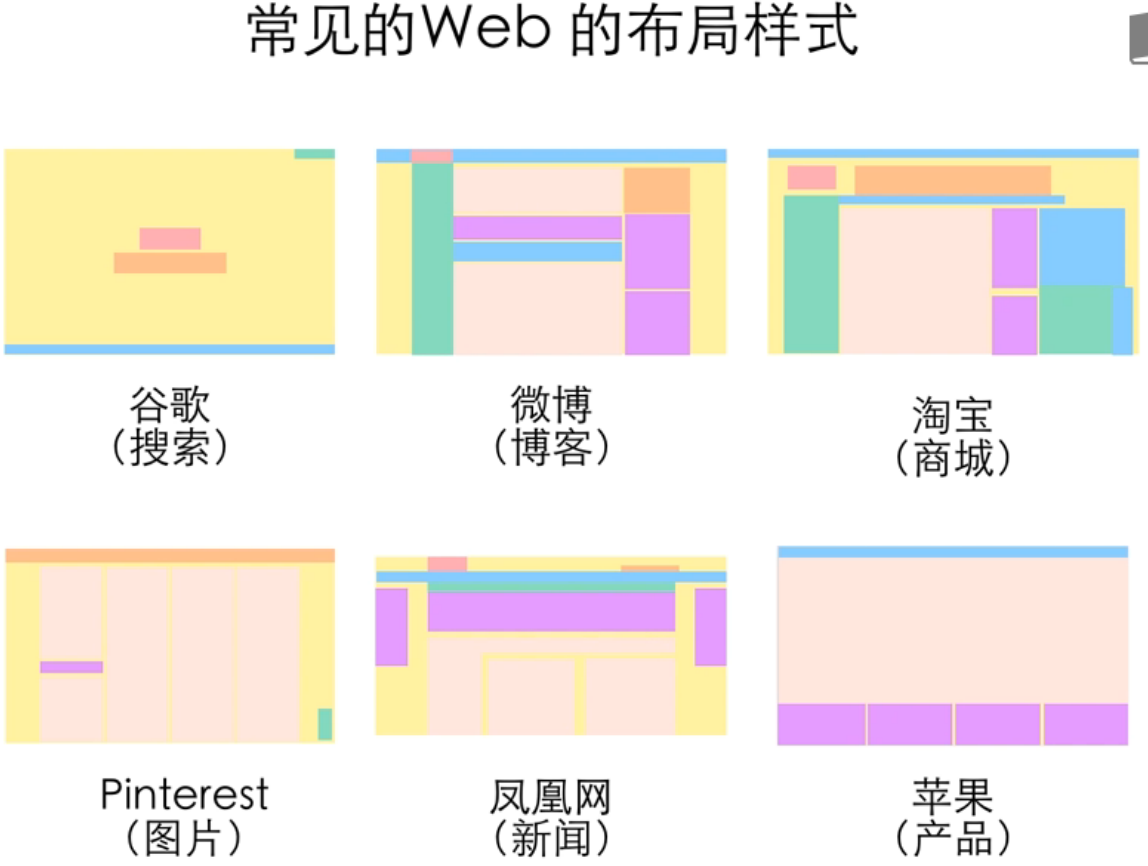 常见的Web 的布局样式
谷歌
（搜索）
微博
（博客）
淘宝
（商城）
Pinterest
（图片）
凤凰网
（新闻）
苹果
（产品）